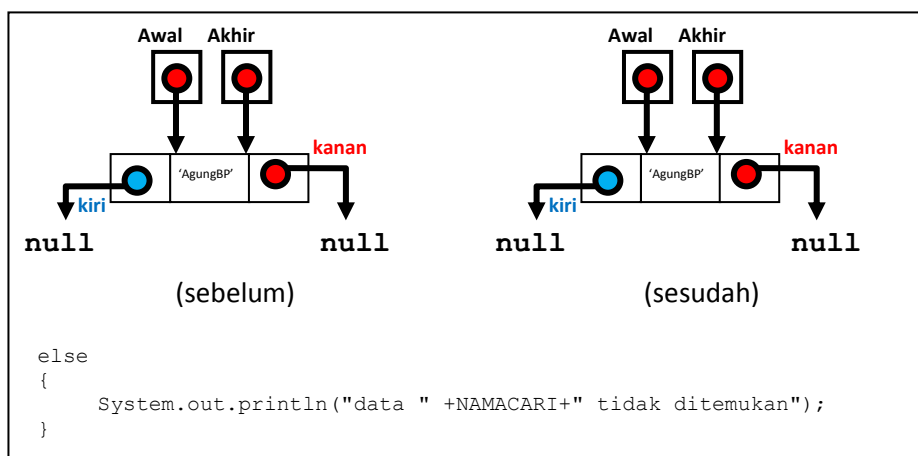 Awal Akhir Awal Akhir
kanan kanan
'AgungBP' 'AgungBP'
kiri kiri
null null null null
(sebelum) (sesudah)
else
{
System.out.println("data " +NAMACARI+" tidak ditemukan");
}